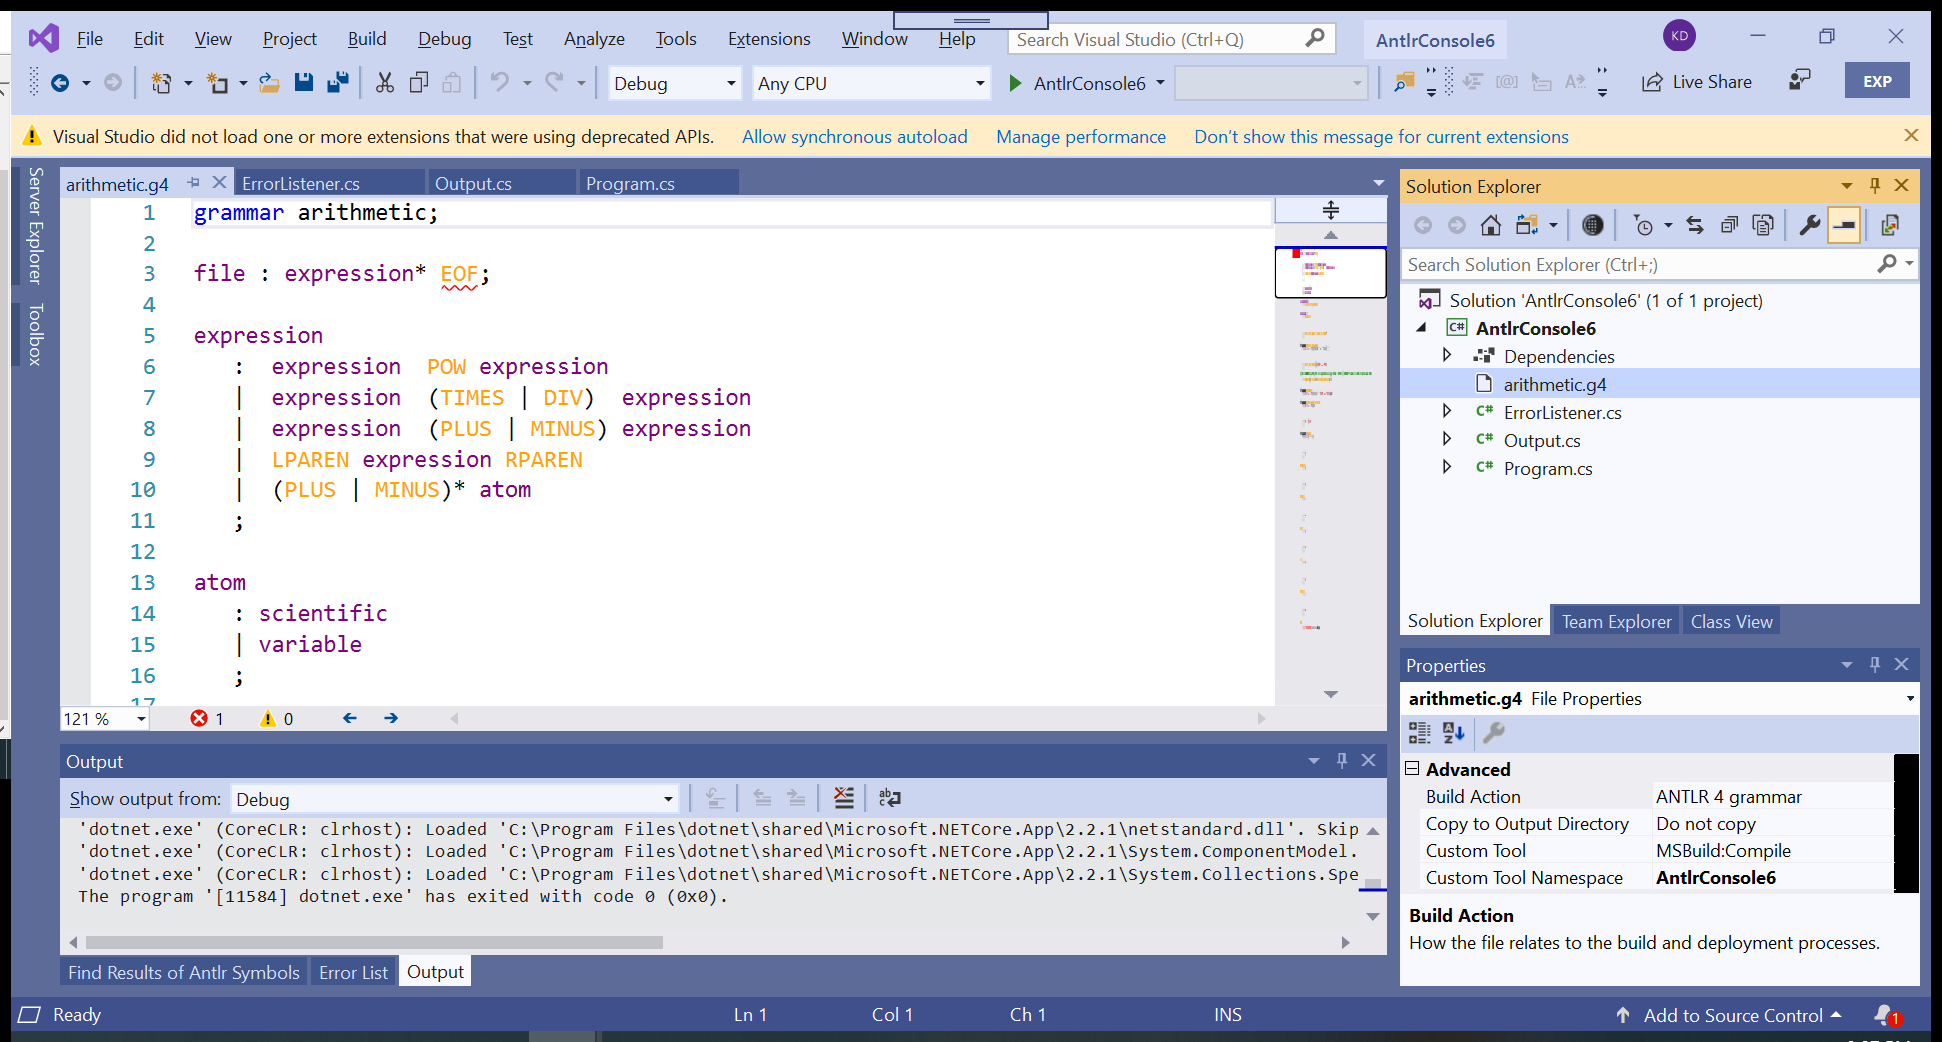 File Edit View Project Build Debug Test Analyze Tools Extensions Window Help Search Visual Studio (Ctrl+Q) AntlrConsole6 KD
Debug Any CPU AntlrConsole6 Live Share EXP
Visual Studio did not load one or more extensions that were using deprecated APIs. Allow synchronous autoload Manage performance Don't show this message for current extensions
Server Explorer
Toolbox
arithmetic.g4 ErrorListener.cs Output.cs Program.cs
1 grammar arithmetic;
2
3 file : expression* EOF;
4
5 expression
6 : expression POW expression
7 | expression (TIMES | DIV) expression
8 | expression (PLUS | MINUS) expression
9 | LPAREN expression RPAREN
10 | (PLUS | MINUS)* atom
11 ;
12
13 atom
14 : scientific
15 | variable
16 ;
17
121 % 1 0
Output
Show output from: Debug
'dotnet.exe' (CoreCLR: clrhost): Loaded 'C:\Program Files\dotnet\shared\Microsoft.NETCore.App\2.2.1\netstandard.dll'. Skip
'dotnet.exe' (CoreCLR: clrhost): Loaded 'C:\Program Files\dotnet\shared\Microsoft.NETCore.App\2.2.1\System.ComponentModel.
'dotnet.exe' (CoreCLR: clrhost): Loaded 'C:\Program Files\dotnet\shared\Microsoft.NETCore.App\2.2.1\System.Collections.Spe
The program '[11584] dotnet.exe' has exited with code 0 (0x0).
Find Results of Antlr Symbols Error List Output
Solution Explorer
Search Solution Explorer (Ctrl+;)
Solution 'AntlrConsole6' (1 of 1 project)
C# AntlrConsole6
Dependencies
arithmetic.g4
C# ErrorListener.cs
C# Output.cs
C# Program.cs
Solution Explorer Team Explorer Class View
Properties
arithmetic.g4 File Properties
Advanced
Build Action ANTLR 4 grammar
Copy to Output Directory Do not copy
Custom Tool MSBuild:Compile
Custom Tool Namespace AntlrConsole6
Build Action
How the file relates to the build and deployment processes.
Ready Ln 1 Col 1 Ch 1 INS Add to Source Control 1